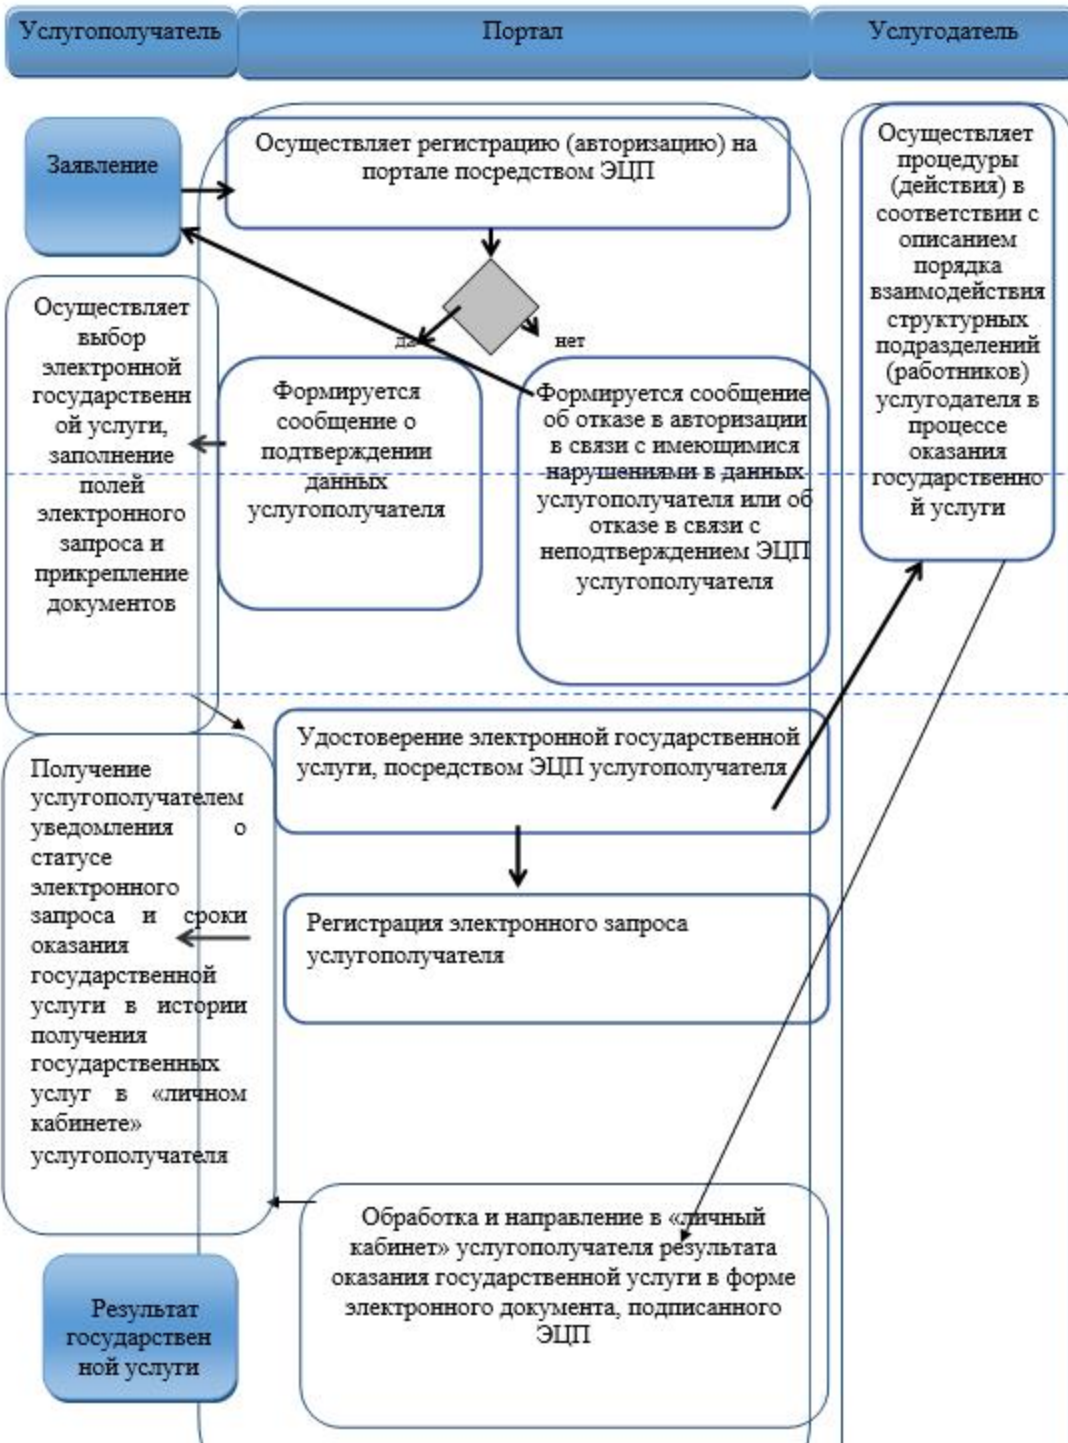 Услугополучатель
Портал
Услугодатель
Заявление
Осуществляет регистрацию (авторизацию) на
портале посредством ЭЦП
да
нет
Осуществляет
выбор
электронной
государственн
ой услуги,
заполнение
полей
электронного
запроса и
прикрепление
документов
Формируется
сообщение о
подтверждении
данных
услугополучателя
Формируется сообщение
об отказе в авторизации
в связи с имеющимися
нарушениями в данных
услугополучателя или об
отказе в связи с
неподтверждением ЭЦП
услугополучателя
Осуществляет
процедуры
(действия) в
соответствии с
описанием
порядка
взаимодействия
структурных
подразделений
(работников)
услугодателя в
процессе
оказания
государственно
й услуги
Удостоверение электронной государственной
услуги, посредством ЭЦП услугополучателя
Получение
услугополучателем
уведомления о
статусе
электронного
запроса и сроки
оказания
государственной
услуги в истории
получения
государственных
услуг в «личном
кабинете»
услугополучателя
Регистрация электронного запроса
услугополучателя
Обработка и направление в «личный
кабинет» услугополучателя результата
оказания государственной услуги в форме
электронного документа, подписанного
ЭЦП
Результат
государствен
ной услуги